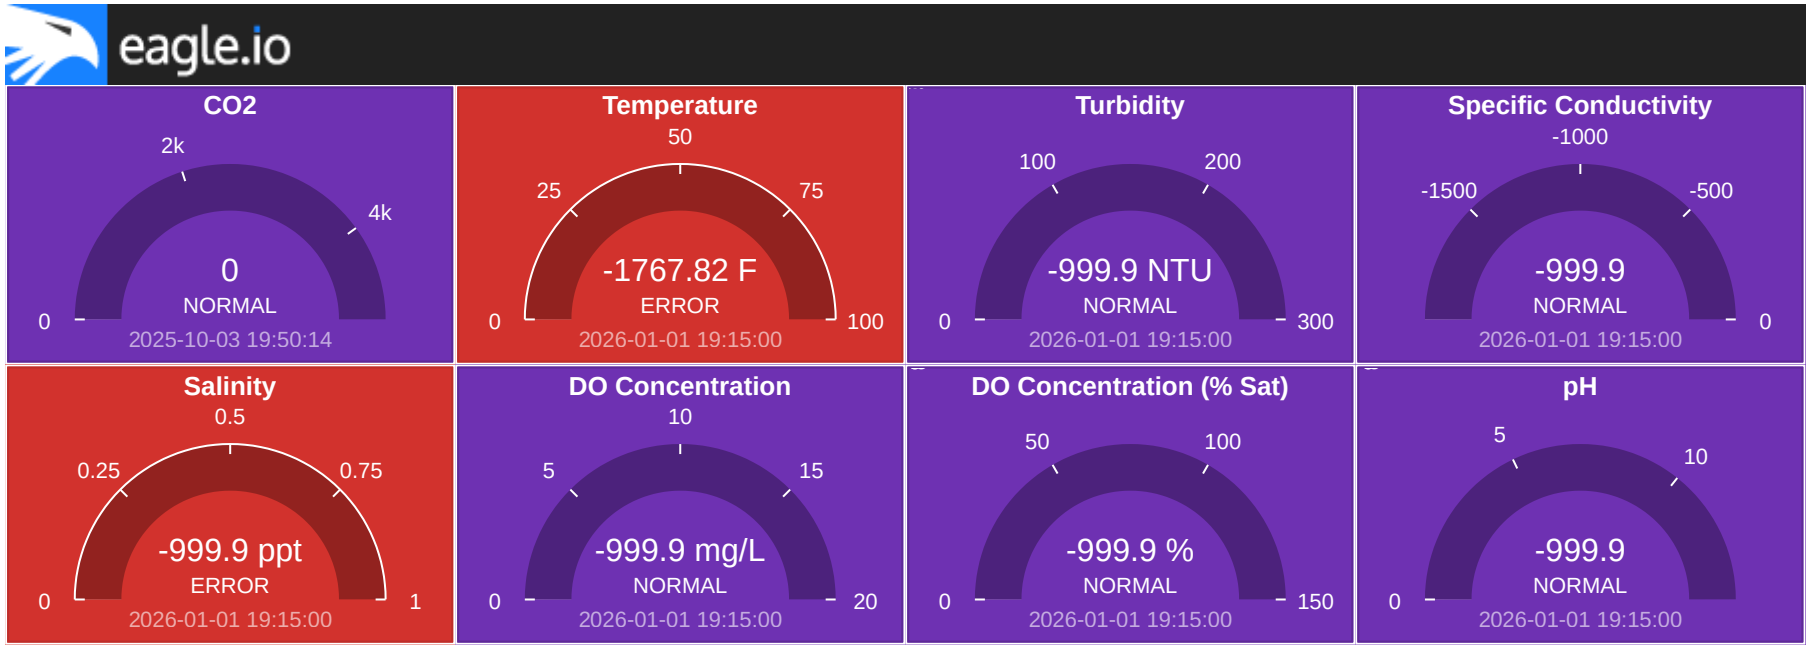 eagle.io
CO2
2k
4k
0
0
NORMAL
2025-10-03 19:50:14
Temperature
50
25
75
-1767.82 F
ERROR
0
100
2026-01-01 19:15:00
Turbidity
100
200
-999.9 NTU
NORMAL
0
300
2026-01-01 19:15:00
Specific Conductivity
-1000
-1500
-500
-999.9
NORMAL
0
2026-01-01 19:15:00
Salinity
0.5
0.25
0.75
-999.9 ppt
ERROR
0
1
2026-01-01 19:15:00
DO Concentration
10
5
15
-999.9 mg/L
NORMAL
0
20
2026-01-01 19:15:00
DO Concentration (% Sat)
50
100
-999.9 %
NORMAL
0
150
2026-01-01 19:15:00
pH
5
10
-999.9
NORMAL
0
2026-01-01 19:15:00